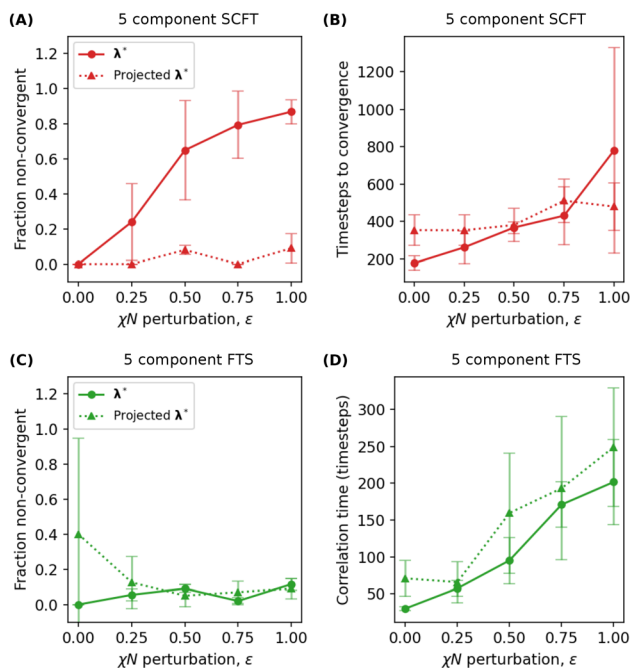 (A) 5 component SCFT
Fraction non-convergent
1.2
1.0
0.8
0.6
0.4
0.2
0.0
λ*
Projected λ*
0.00 0.25 0.50 0.75 1.00
χN perturbation, ε
(B) 5 component SCFT
Timesteps to convergence
1200
1000
800
600
400
200
0.00 0.25 0.50 0.75 1.00
χN perturbation, ε
(C) 5 component FTS
Fraction non-convergent
1.2
1.0
0.8
0.6
0.4
0.2
0.0
λ*
Projected λ*
0.00 0.25 0.50 0.75 1.00
χN perturbation, ε
(D) 5 component FTS
Correlation time (timesteps)
300
250
200
150
100
50
0.00 0.25 0.50 0.75 1.00
χN perturbation, ε